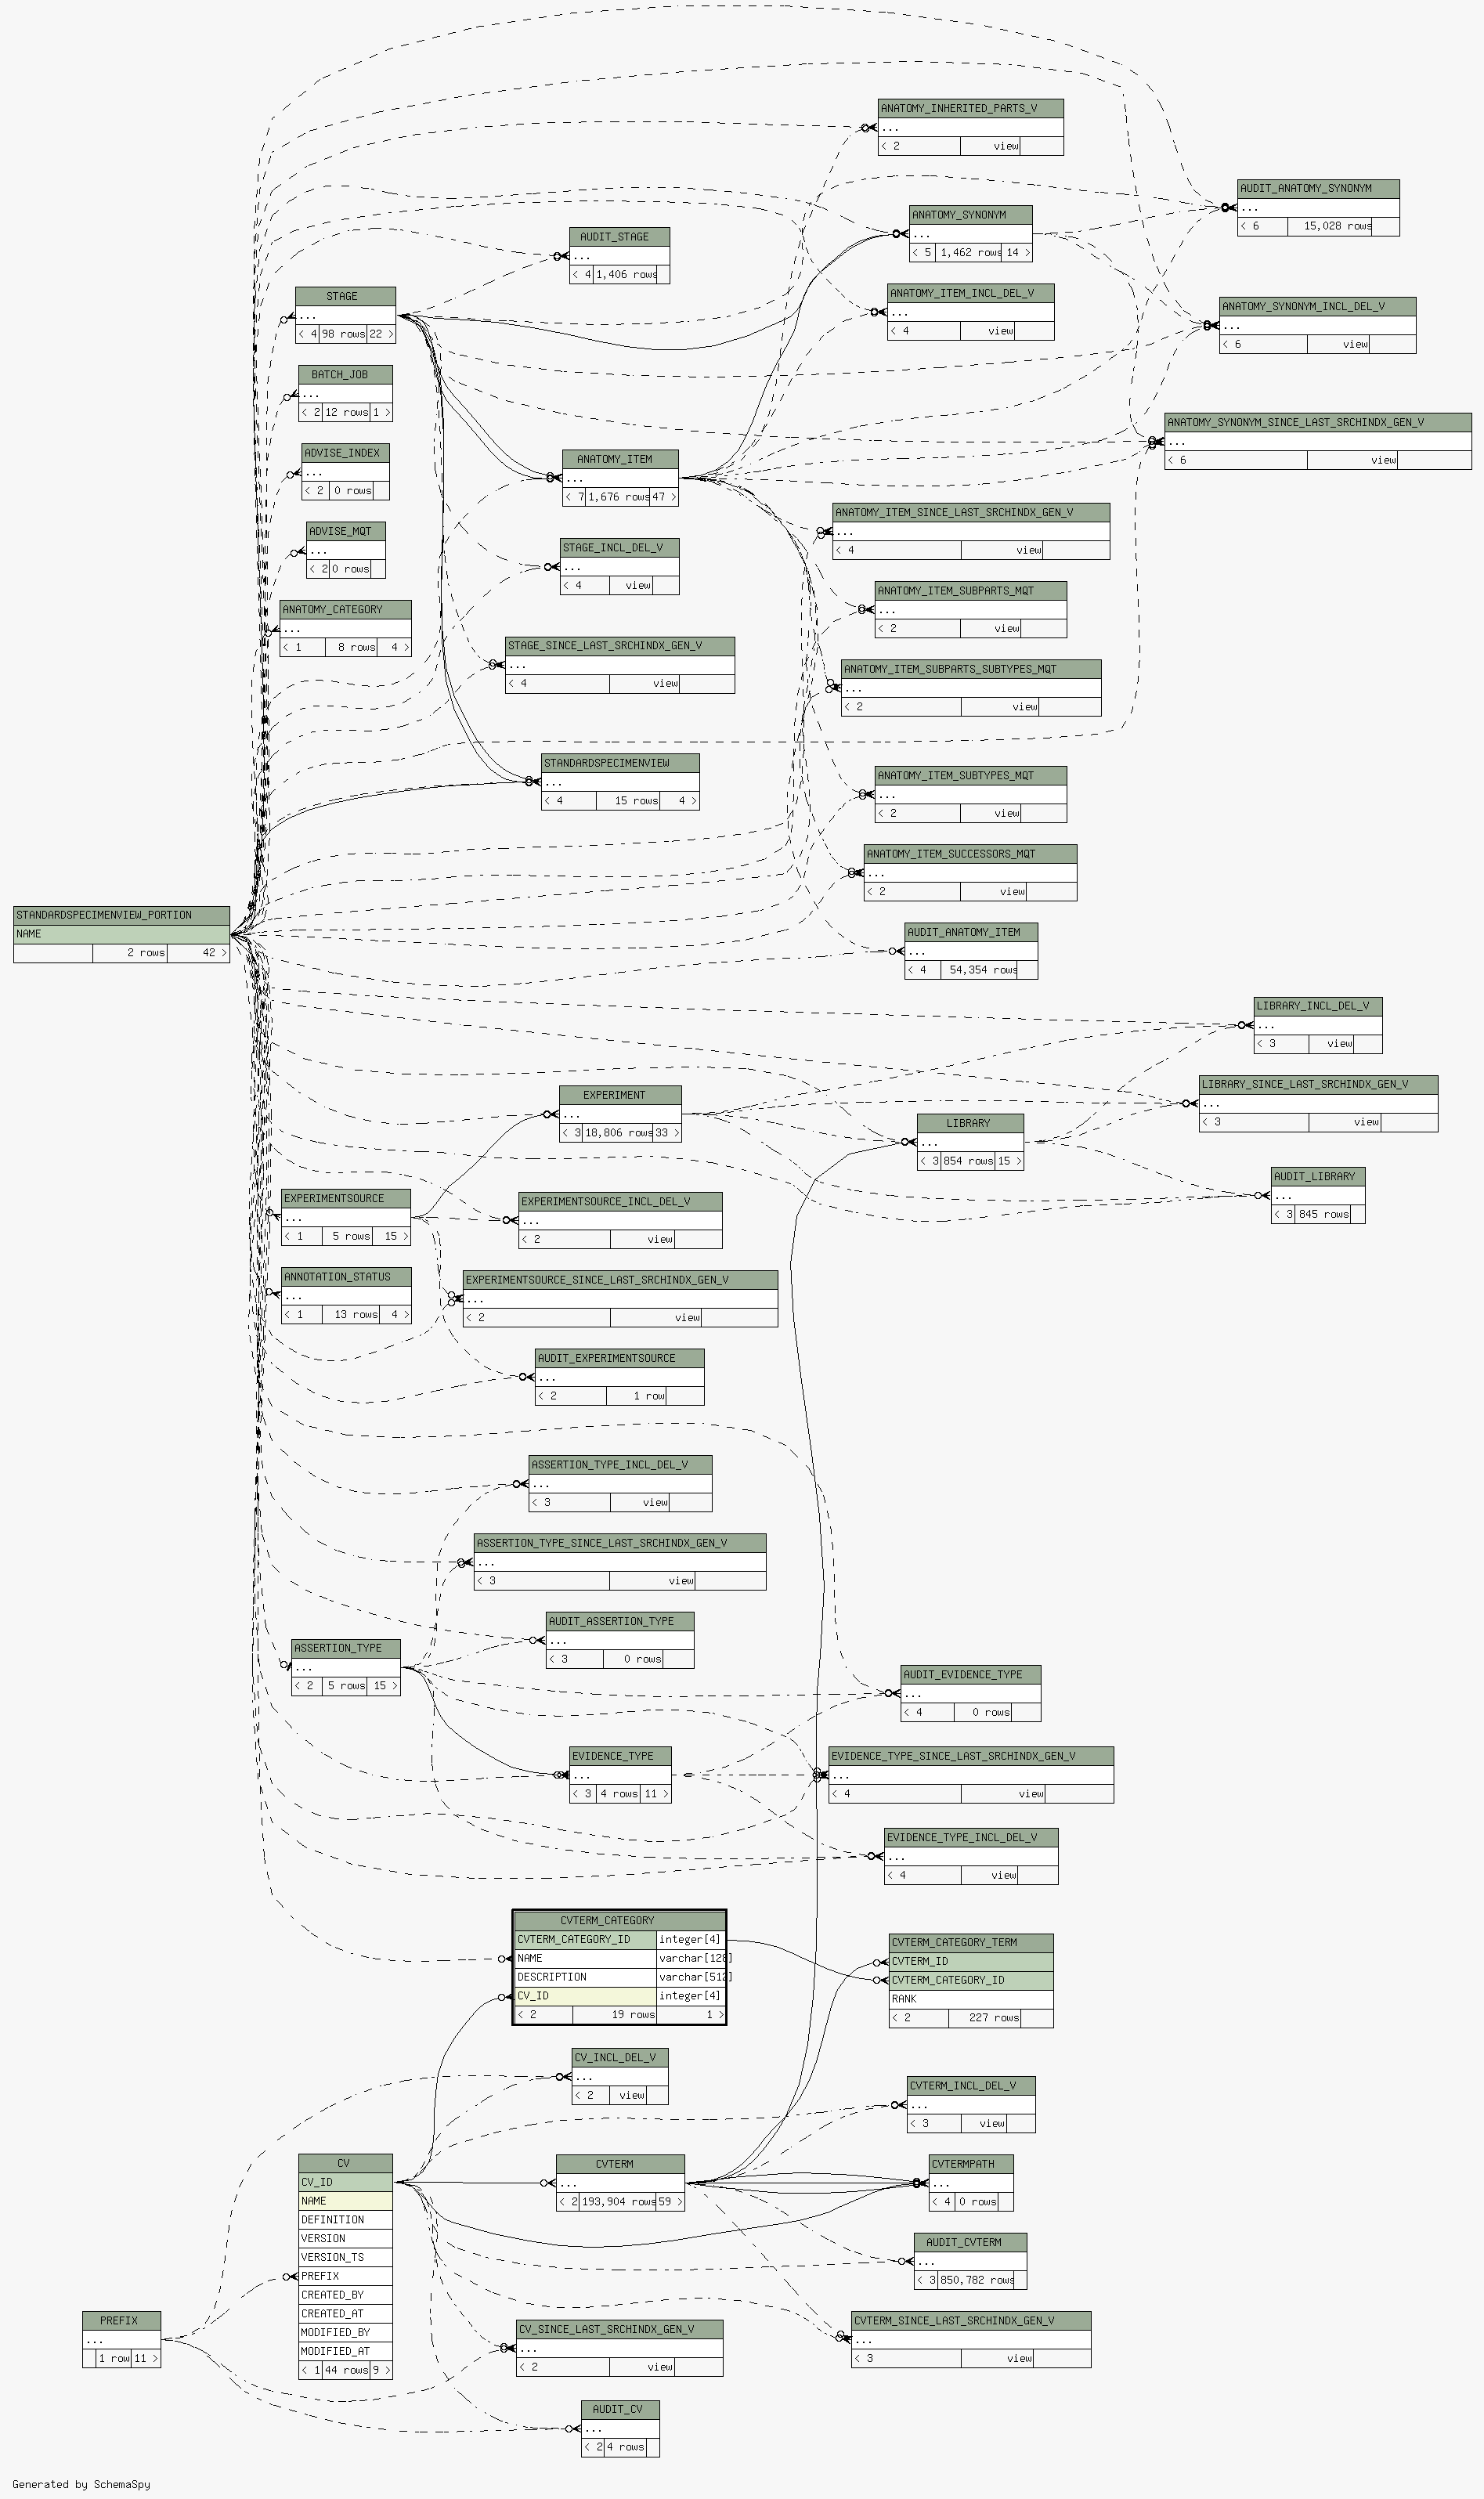 ANATOMY_INHERITED_PARTS_V
...
< 2 view
AUDIT_ANATOMY_SYNONYM
...
< 6 15,028 rows
ANATOMY_SYNONYM
...
< 5 1,462 rows 14 >
AUDIT_STAGE
...
< 4 1,406 rows
ANATOMY_ITEM_INCL_DEL_V
...
< 4 view
STAGE
...
< 4 98 rows 22 >
ANATOMY_SYNONYM_INCL_DEL_V
...
< 6 view
BATCH_JOB
...
< 2 12 rows 1 >
ANATOMY_SYNONYM_SINCE_LAST_SRCHINDX_GEN_V
...
< 6 view
ADVISE_INDEX
...
< 2 0 rows
ANATOMY_ITEM
...
< 7 1,676 rows 47 >
ANATOMY_ITEM_SINCE_LAST_SRCHINDX_GEN_V
...
< 4 view
ADVISE_MQT
...
< 2 0 rows
STAGE_INCL_DEL_V
...
< 4 view
ANATOMY_ITEM_SUBPARTS_MQT
...
< 2 view
ANATOMY_CATEGORY
...
< 1 8 rows 4 >
STAGE_SINCE_LAST_SRCHINDX_GEN_V
...
< 4 view
ANATOMY_ITEM_SUBPARTS_SUBTYPES_MQT
...
< 2 view
STANDARDSPECIMENVIEW
...
< 4 15 rows 4 >
ANATOMY_ITEM_SUBTYPES_MQT
...
< 2 view
ANATOMY_ITEM_SUCCESSORS_MQT
...
< 2 view
STANDARDSPECIMENVIEW_PORTION
NAME
2 rows 42 >
AUDIT_ANATOMY_ITEM
...
< 4 54,354 rows
LIBRARY_INCL_DEL_V
...
< 3 view
LIBRARY_SINCE_LAST_SRCHINDX_GEN_V
...
< 3 view
EXPERIMENT
...
< 3 18,806 rows 33 >
LIBRARY
...
< 3 854 rows 15 >
AUDIT_LIBRARY
...
< 3 845 rows
EXPERIMENTSOURCE
...
< 1 5 rows 15 >
EXPERIMENTSOURCE_INCL_DEL_V
...
< 2 view
ANNOTATION_STATUS
...
< 1 13 rows 4 >
EXPERIMENTSOURCE_SINCE_LAST_SRCHINDX_GEN_V
...
< 2 view
AUDIT_EXPERIMENTSOURCE
...
< 2 1 row
ASSERTION_TYPE_INCL_DEL_V
...
< 3 view
ASSERTION_TYPE_SINCE_LAST_SRCHINDX_GEN_V
...
< 3 view
AUDIT_ASSERTION_TYPE
...
< 3 0 rows
ASSERTION_TYPE
...
< 2 5 rows 15 >
AUDIT_EVIDENCE_TYPE
...
< 4 0 rows
EVIDENCE_TYPE
...
< 3 4 rows 11 >
EVIDENCE_TYPE_SINCE_LAST_SRCHINDX_GEN_V
...
< 4 view
EVIDENCE_TYPE_INCL_DEL_V
...
< 4 view
CVTERM_CATEGORY
CVTERM_CATEGORY_ID integer[4]
NAME varchar[128]
DESCRIPTION varchar[512]
CV_ID integer[4]
< 2 19 rows 1 >
CVTERM_CATEGORY_TERM
CVTERM_ID
CVTERM_CATEGORY_ID
RANK
< 2 227 rows
CV_INCL_DEL_V
...
< 2 view
CVTERM_INCL_DEL_V
...
< 3 view
CV
CV_ID
NAME
DEFINITION
VERSION
VERSION_TS
PREFIX
CREATED_BY
CREATED_AT
MODIFIED_BY
MODIFIED_AT
< 1 44 rows 9 >
CVTERM
...
< 2 193,904 rows 59 >
CVTERMPATH
...
< 4 0 rows
AUDIT_CVTERM
...
< 3 850,782 rows
PREFIX
...
1 row 11 >
CV_SINCE_LAST_SRCHINDX_GEN_V
...
< 2 view
CVTERM_SINCE_LAST_SRCHINDX_GEN_V
...
< 3 view
AUDIT_CV
...
< 2 4 rows
Generated by SchemaSpy